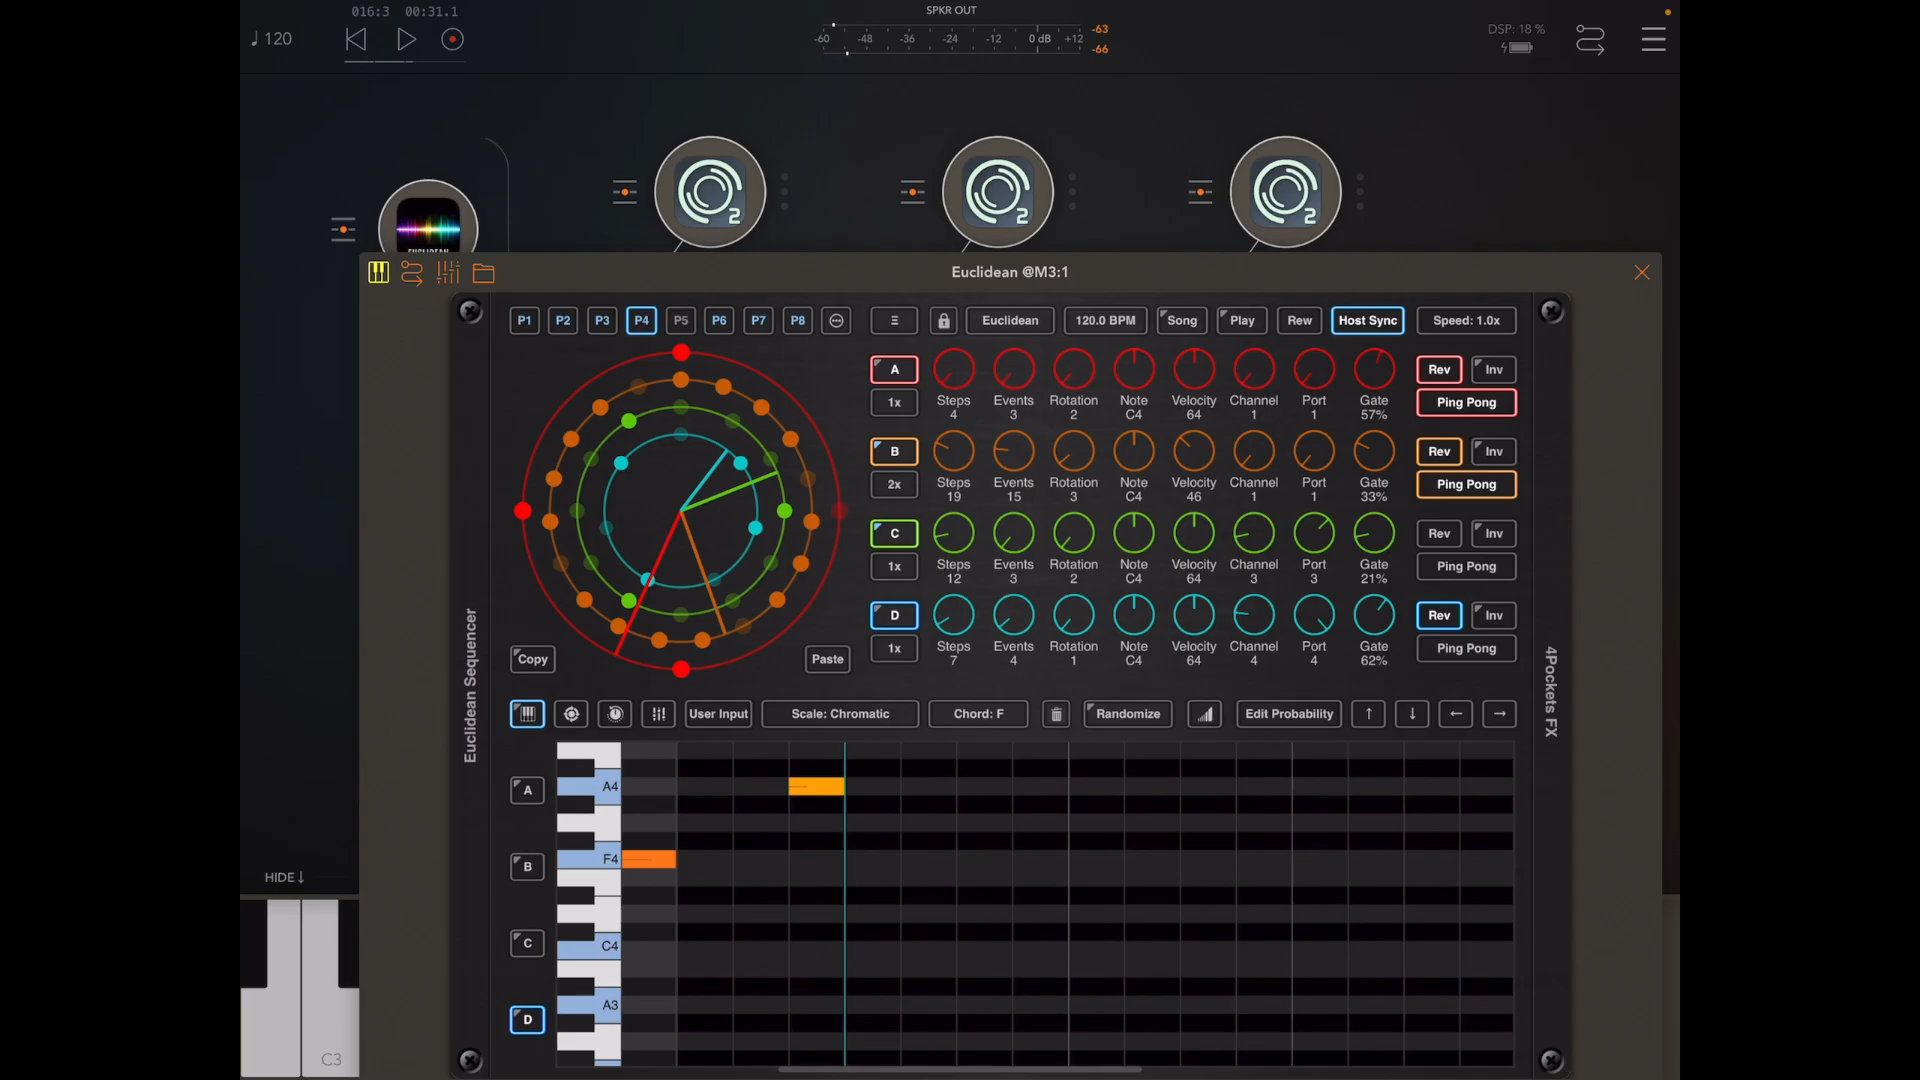 016:3 00:31.1
SPKR OUT
♩ 120
-60 -48 -36 -24 -12 0 dB +12
-63
-66
DSP: 18 %
2
2
2
Euclidean @M3:1
P1 P2 P3 P4 P5 P6 P7 P8
Ξ Euclidean 120.0 BPM Song Play Rew Host Sync Speed: 1.0x
A Rev Inv
1x Steps Events Rotation Note Velocity Channel Port Gate Ping Pong
4 3 2 C4 64 1 1 57%
B Rev Inv
2x Steps Events Rotation Note Velocity Channel Port Gate Ping Pong
19 15 3 C4 46 1 1 33%
C Rev Inv
1x Steps Events Rotation Note Velocity Channel Port Gate Ping Pong
12 3 2 C4 64 3 3 21%
D Rev Inv
1x Steps Events Rotation Note Velocity Channel Port Gate Ping Pong
7 4 1 C4 64 4 4 62%
Copy Paste
Euclidean Sequencer
4Pockets FX
User Input Scale: Chromatic Chord: F Randomize Edit Probability ↑ ↓ ← →
A A4
B F4
C C4
A3
D
HIDE↓
C3